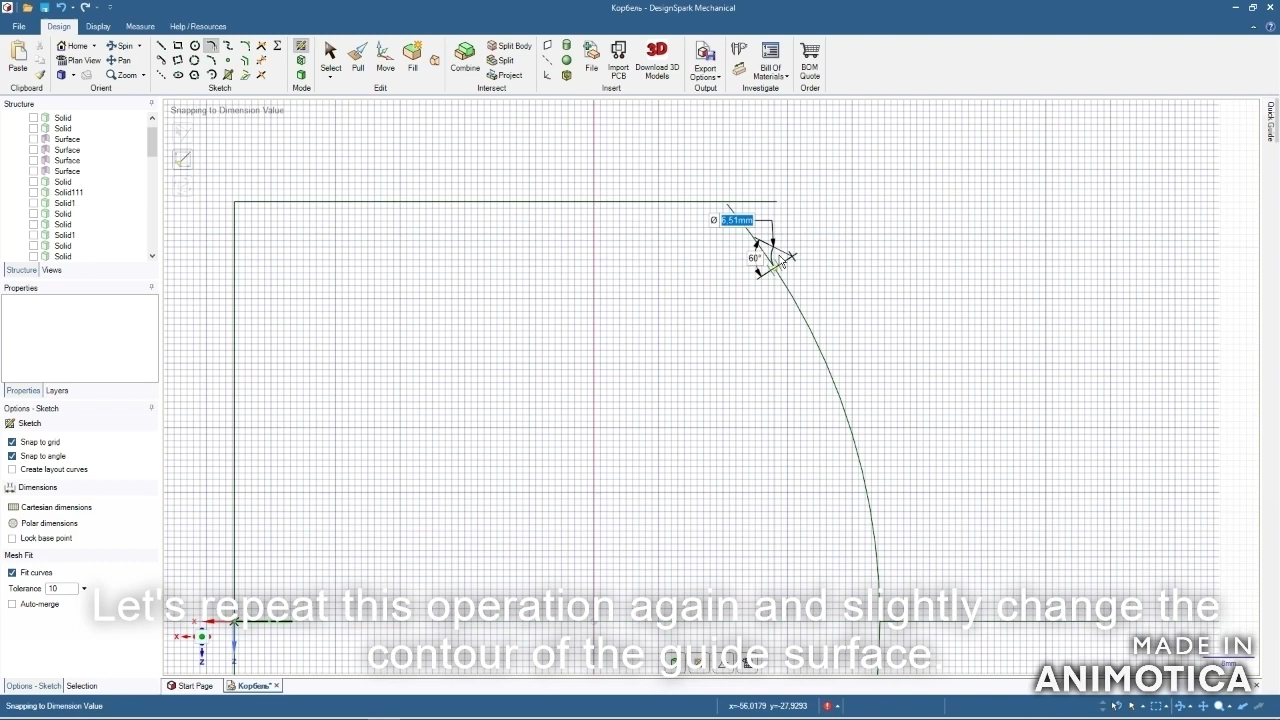 Корбель - DesignSpark Mechanical
File Design Display Measure Help / Resources
Paste
Home Spin
Plan View Pan
Zoom
Select Pull Move Fill
Combine
Split Body
Split
Project
File
Import PCB
Download 3D Models
Export Options
Bill Of Materials
BOM Quote
Clipboard Orient Sketch Mode Edit Intersect Insert Output Investigate Order
Structure
Snapping to Dimension Value
Quick Guide
Solid
Solid
Surface
Surface
Surface
Surface
Solid
Solid111
Solid1
Solid
Solid
Solid1
Solid
Solid
Structure Views
Properties
Properties Layers
Ø 6,51mm
60°
Options - Sketch
Sketch
Snap to grid
Snap to angle
Create layout curves
Dimensions
Cartesian dimensions
Polar dimensions
Lock base point
Mesh Fit
Fit curves
Tolerance 10
Auto-merge
X
X
Z
Z
Let's repeat this operation again and slightly change the
contour of the guide surface.
MADE IN
ANIMOTICA
8mm
Options - Sketch Selection
Start Page Корбель*
Snapping to Dimension Value
x=-56.0179 y=-27.9293